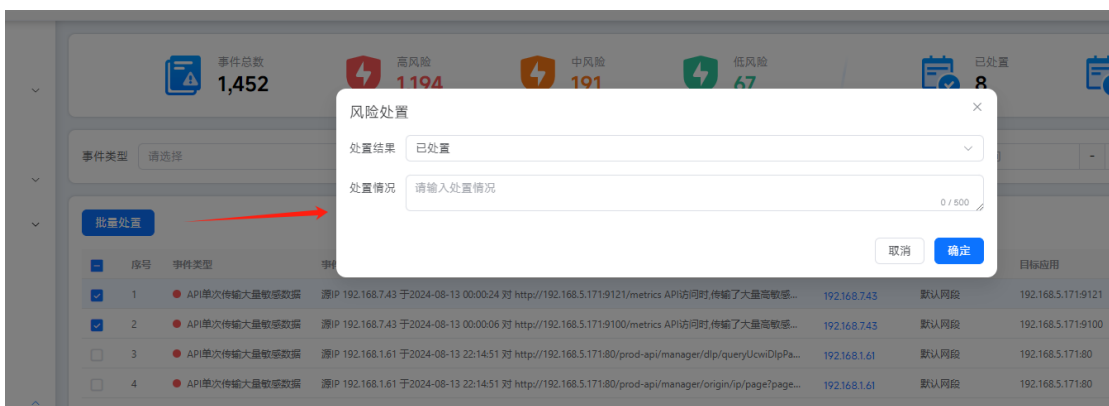 事件总数
1,452
高风险
1194
中风险
191
低风险
67
已处置
8
风险处置
处置结果 已处置
事件类型 请选择
-
处置情况 请输入处置情况
0 / 500
批量处置
取消 确定
序号 事件类型 目标应用
1 API单次传输大量敏感数据 源IP 192.168.7.43 于2024-08-13 00:00:24 对 http://192.168.5.171:9121/metrics API访问时,传输了大量高敏感... 192.168.7.43 默认网段 192.168.5.171:9121
2 API单次传输大量敏感数据 源IP 192.168.7.43 于2024-08-13 00:00:06 对 http://192.168.5.171:9100/metrics API访问时,传输了大量高敏感... 192.168.7.43 默认网段 192.168.5.171:9100
3 API单次传输大量敏感数据 源IP 192.168.1.61 于2024-08-13 22:14:51 对 http://192.168.5.171:80/prod-api/manager/dlp/queryUcwiDlpPa... 192.168.1.61 默认网段 192.168.5.171:80
4 API单次传输大量敏感数据 源IP 192.168.1.61 于2024-08-13 22:14:51 对 http://192.168.5.171:80/prod-api/manager/origin/ip/page?page... 192.168.1.61 默认网段 192.168.5.171:80